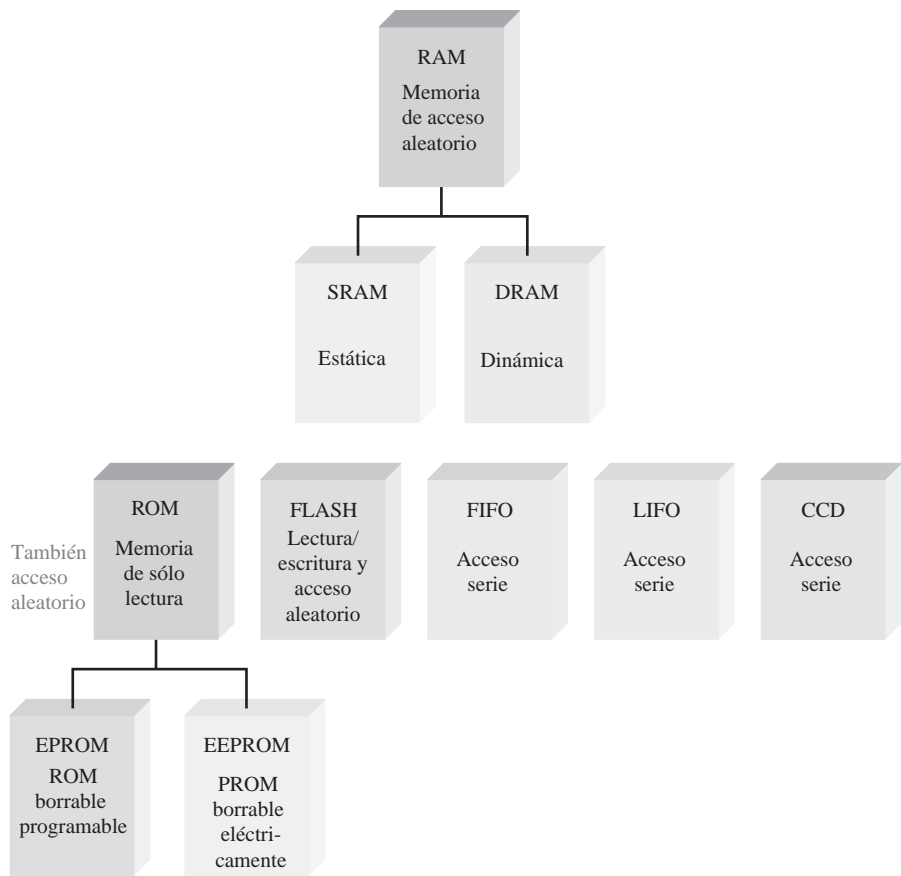 RAM
Memoria
de acceso
aleatorio
SRAM
Estática
DRAM
Dinámica
También
acceso
aleatorio
ROM
Memoria
de sólo
lectura
FLASH
Lectura/
escritura y
acceso
aleatorio
FIFO
Acceso
serie
LIFO
Acceso
serie
CCD
Acceso
serie
EPROM
ROM
borrable
programable
EEPROM
PROM
borrable
eléctri-
camente